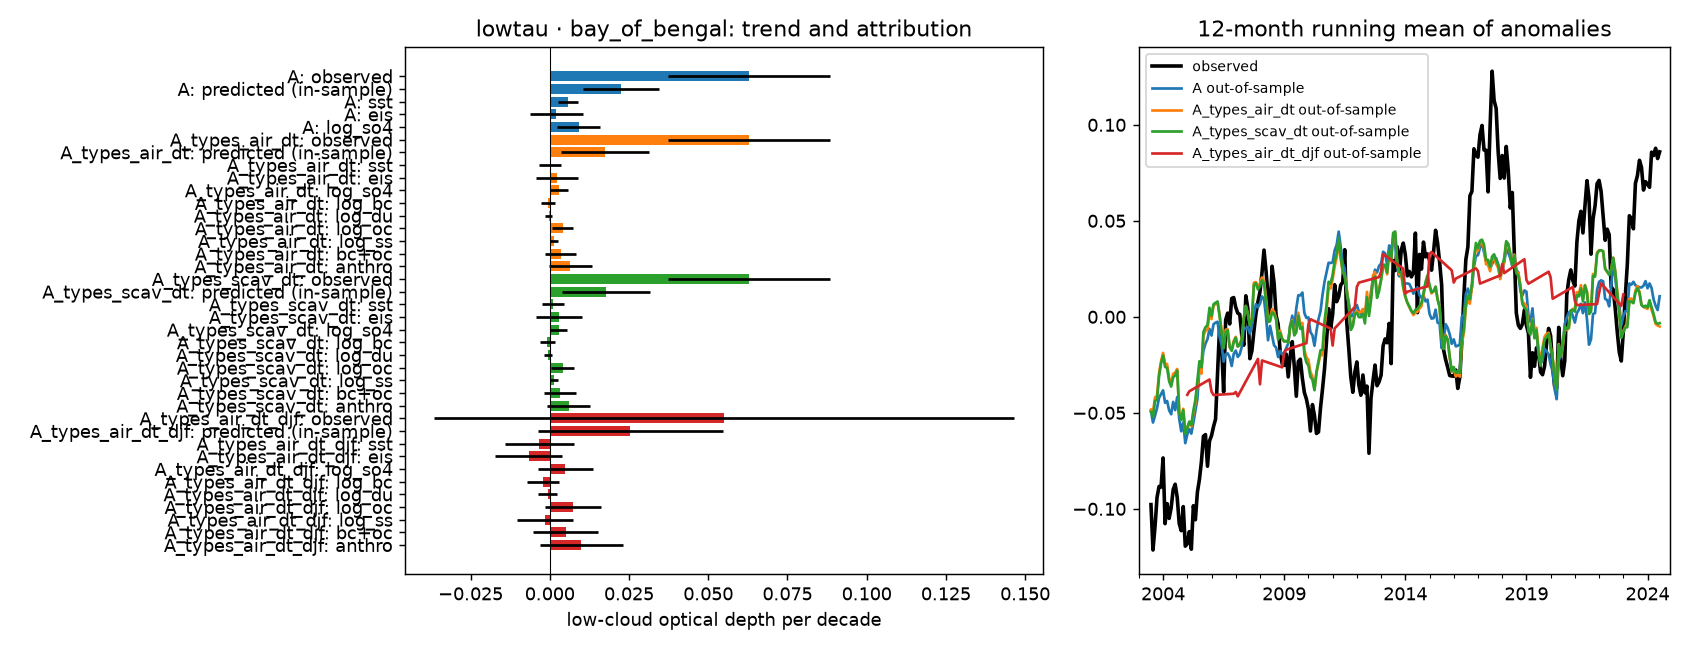 lowtau · bay_of_bengal: trend and attribution
A: observed
A: predicted (in-sample)
A: sst
A: eis
A: log_so4
A_types_air_dt: observed
A_types_air_dt: predicted (in-sample)
A_types_air_dt: sst
A_types_air_dt: eis
A_types_air_dt: log_so4
A_types_air_dt: log_bc
A_types_air_dt: log_du
A_types_air_dt: log_oc
A_types_air_dt: log_ss
A_types_air_dt: bc+oc
A_types_air_dt: anthro
A_types_scav_dt: observed
A_types_scav_dt: predicted (in-sample)
A_types_scav_dt: sst
A_types_scav_dt: eis
A_types_scav_dt: log_so4
A_types_scav_dt: log_bc
A_types_scav_dt: log_du
A_types_scav_dt: log_oc
A_types_scav_dt: log_ss
A_types_scav_dt: bc+oc
A_types_scav_dt: anthro
A_types_air_dt_djf: observed
A_types_air_dt_djf: predicted (in-sample)
A_types_air_dt_djf: sst
A_types_air_dt_djf: eis
A_types_air_dt_djf: log_so4
A_types_air_dt_djf: log_bc
A_types_air_dt_djf: log_du
A_types_air_dt_djf: log_oc
A_types_air_dt_djf: log_ss
A_types_air_dt_djf: bc+oc
A_types_air_dt_djf: anthro
−0.025 0.000 0.025 0.050 0.075 0.100 0.125 0.150
low-cloud optical depth per decade
12-month running mean of anomalies
observed
A out-of-sample
A_types_air_dt out-of-sample
A_types_scav_dt out-of-sample
A_types_air_dt_djf out-of-sample
0.10
0.05
0.00
−0.05
−0.10
2004 2009 2014 2019 2024